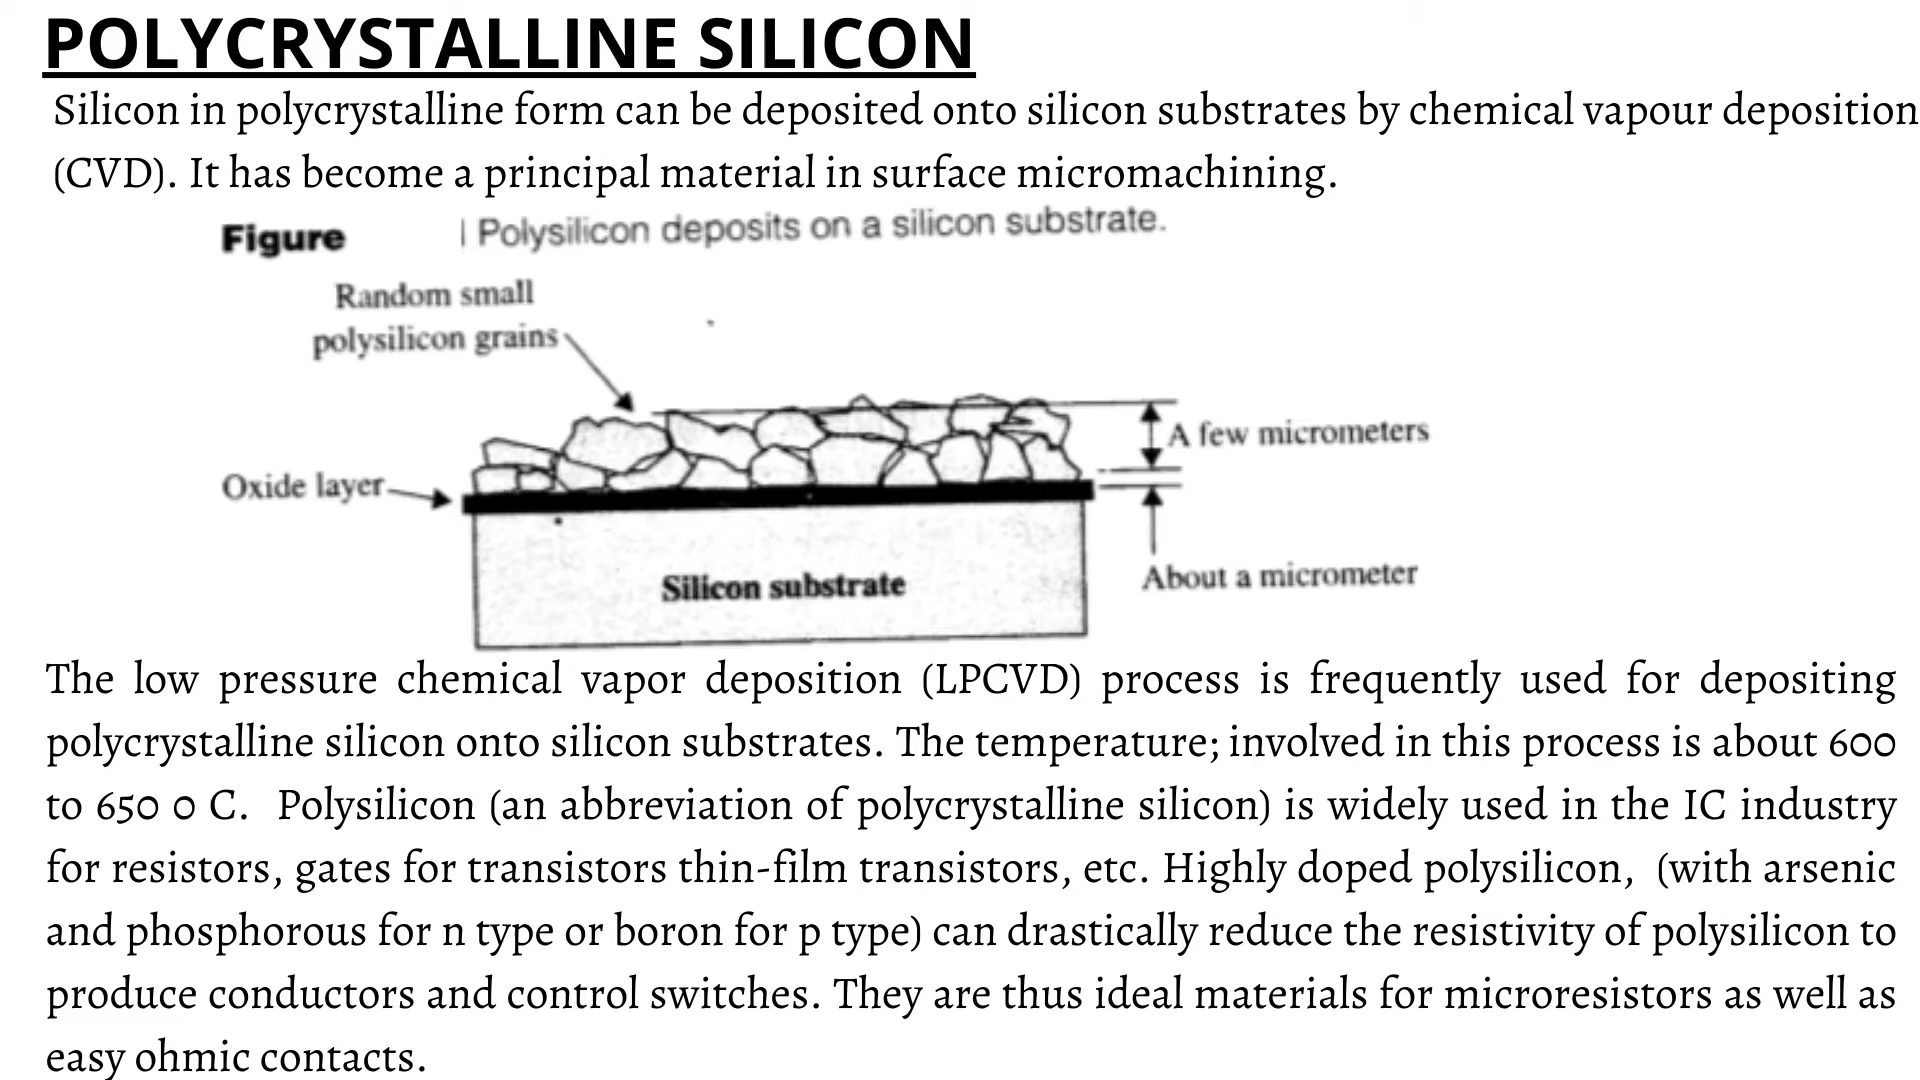 POLYCRYSTALLINE SILICON
Silicon in polycrystalline form can be deposited onto silicon substrates by chemical vapour deposition
(CVD). It has become a principal material in surface micromachining.
Figure | Polysilicon deposits on a silicon substrate.
Random small
polysilicon grains
A few micrometers
Oxide layer
About a micrometer
Silicon substrate
The low pressure chemical vapor deposition (LPCVD) process is frequently used for depositing
polycrystalline silicon onto silicon substrates. The temperature; involved in this process is about 600
to 650 0 C. Polysilicon (an abbreviation of polycrystalline silicon) is widely used in the IC industry
for resistors, gates for transistors thin-film transistors, etc. Highly doped polysilicon, (with arsenic
and phosphorous for n type or boron for p type) can drastically reduce the resistivity of polysilicon to
produce conductors and control switches. They are thus ideal materials for microresistors as well as
easy ohmic contacts.